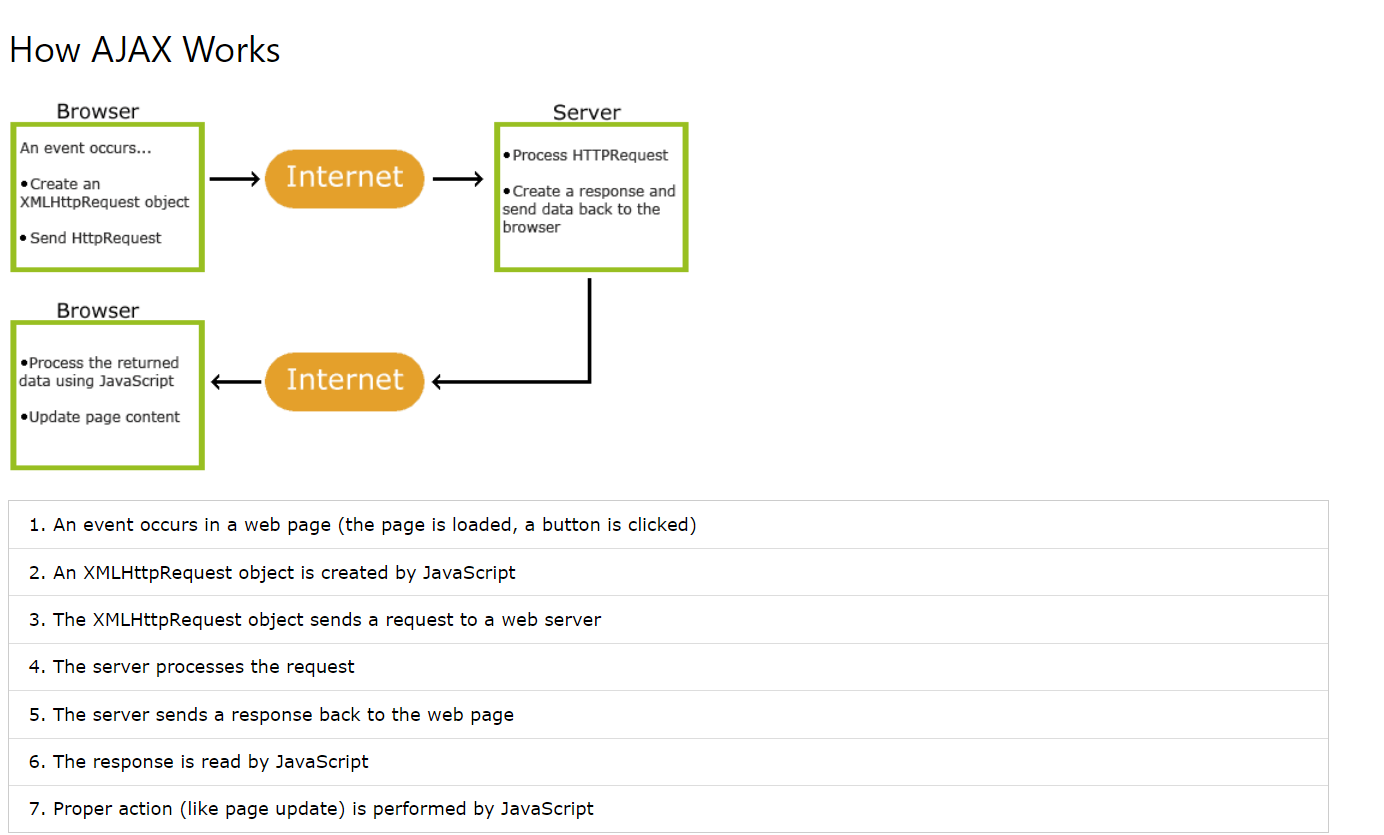 How AJAX Works
Browser
An event occurs...
•Create an
XMLHttpRequest object
• Send HttpRequest
Internet
Server
•Process HTTPRequest
•Create a response and
send data back to the
browser
Browser
•Process the returned
data using JavaScript
•Update page content
Internet
1. An event occurs in a web page (the page is loaded, a button is clicked)
2. An XMLHttpRequest object is created by JavaScript
3. The XMLHttpRequest object sends a request to a web server
4. The server processes the request
5. The server sends a response back to the web page
6. The response is read by JavaScript
7. Proper action (like page update) is performed by JavaScript